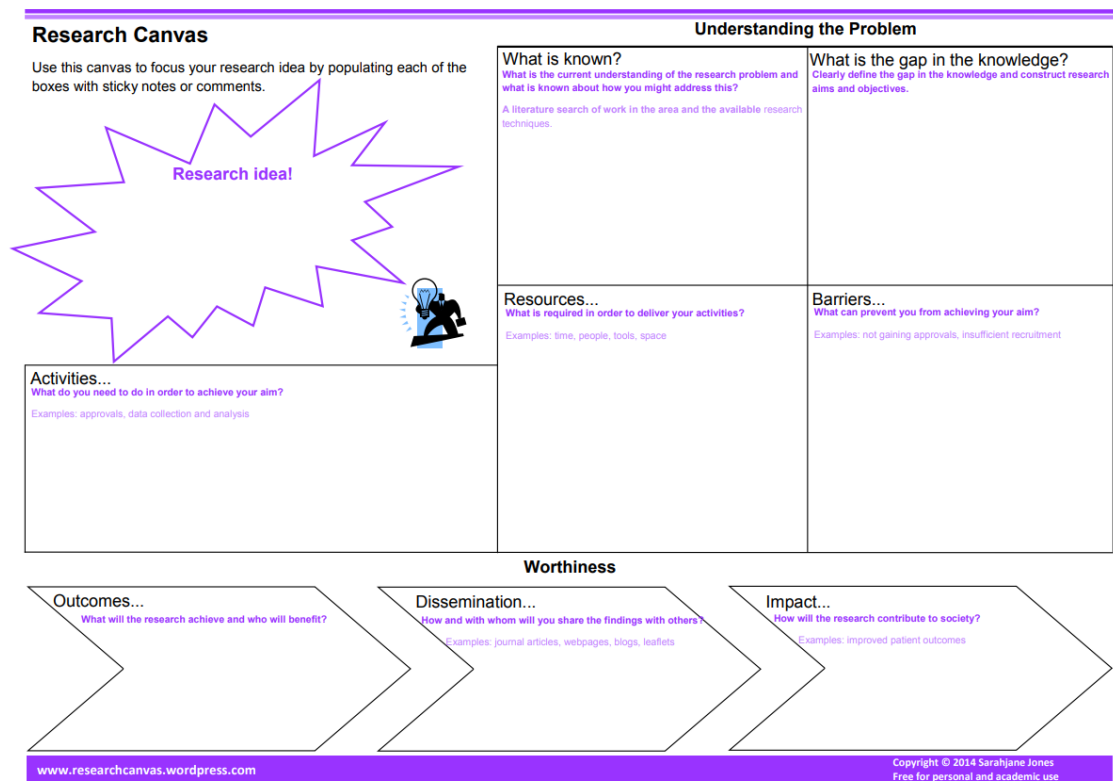 Research Canvas
Use this canvas to focus your research idea by populating each of the
boxes with sticky notes or comments.
Research idea!
Understanding the Problem
What is known?
What is the current understanding of the research problem and
what is known about how you might address this?
A literature search of work in the area and the available research
techniques.
What is the gap in the knowledge?
Clearly define the gap in the knowledge and construct research
aims and objectives.
Resources...
What is required in order to deliver your activities?
Examples: time, people, tools, space
Barriers...
What can prevent you from achieving your aim?
Examples: not gaining approvals, insufficient recruitment
Activities...
What do you need to do in order to achieve your aim?
Examples: approvals, data collection and analysis
Worthiness
Outcomes...
What will the research achieve and who will benefit?
Dissemination...
How and with whom will you share the findings with others?
Examples: journal articles, webpages, blogs, leaflets
Impact...
How will the research contribute to society?
Examples: improved patient outcomes
www.researchcanvas.wordpress.com
Copyright © 2014 Sarahjane Jones
Free for personal and academic use